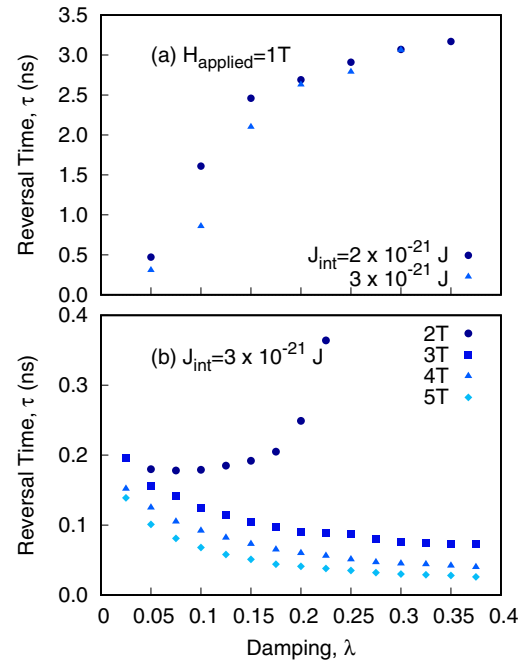 3.5
3.0
2.5
2.0
1.5
1.0
0.5
0.0
Reversal Time, τ (ns)
(a) H_applied=1T
J_int=2 x 10^-21 J
3 x 10^-21 J
0.4
0.3
0.2
0.1
0.0
Reversal Time, τ (ns)
(b) J_int=3 x 10^-21 J
2T
3T
4T
5T
0 0.05 0.1 0.15 0.2 0.25 0.3 0.35 0.4
Damping, λ